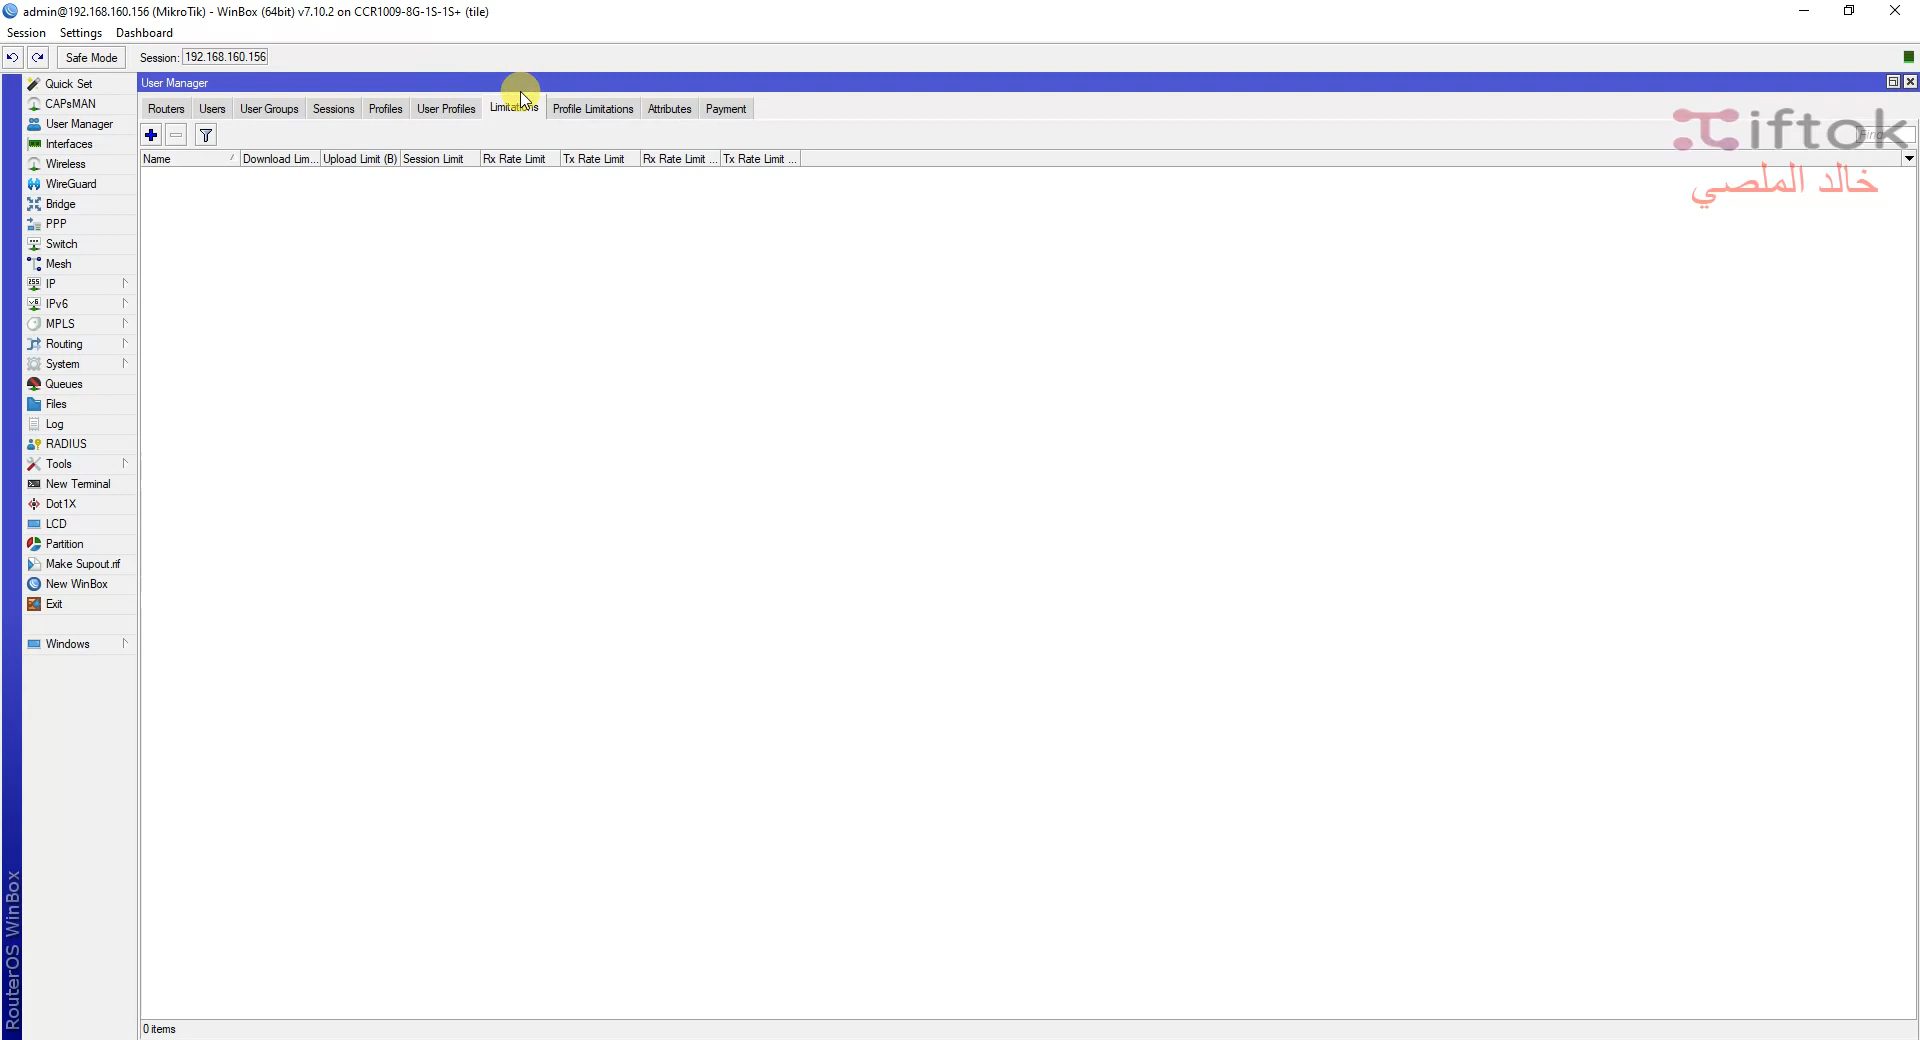 admin@192.168.160.156 (MikroTik) - WinBox (64bit) v7.10.2 on CCR1009-8G-1S-1S+ (tile)
Session Settings Dashboard
Safe Mode Session: 192.168.160.156
User Manager
Routers Users User Groups Sessions Profiles User Profiles Limitations Profile Limitations Attributes Payment
Find
iftok
خالد الملصي
Name Download Lim... Upload Limit (B) Session Limit Rx Rate Limit Tx Rate Limit Rx Rate Limit ... Tx Rate Limit ...
Quick Set
CAPsMAN
User Manager
Interfaces
Wireless
WireGuard
Bridge
PPP
Switch
Mesh
IP
IPv6
MPLS
Routing
System
Queues
Files
Log
RADIUS
Tools
New Terminal
Dot1X
LCD
Partition
Make Supout.rif
New WinBox
Exit
Windows
RouterOS WinBox
0 items